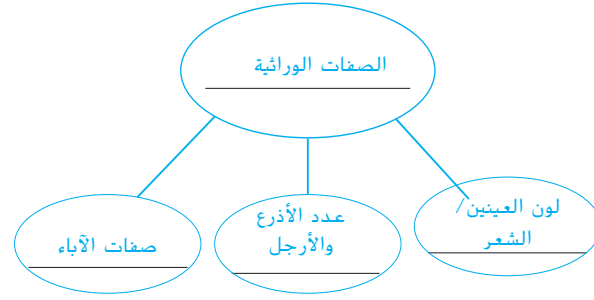 الصفات الوراثية
لون العينين/
الشعر
عدد الأذرع
والأرجل
صفات الآباء